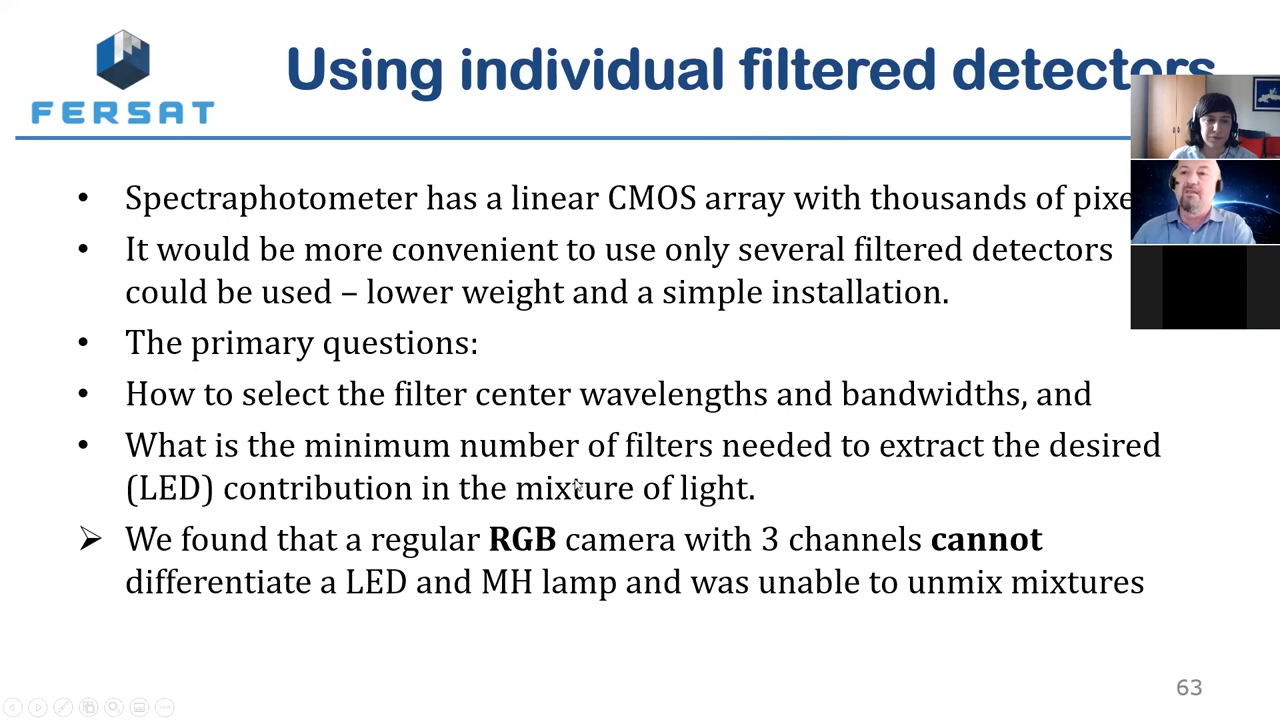 FERSAT
Using individual filtered detectors
• Spectraphotometer has a linear CMOS array with thousands of pixe
• It would be more convenient to use only several filtered detectors
could be used – lower weight and a simple installation.
• The primary questions:
• How to select the filter center wavelengths and bandwidths, and
• What is the minimum number of filters needed to extract the desired
(LED) contribution in the mixture of light.
➢ We found that a regular RGB camera with 3 channels cannot
differentiate a LED and MH lamp and was unable to unmix mixtures
63